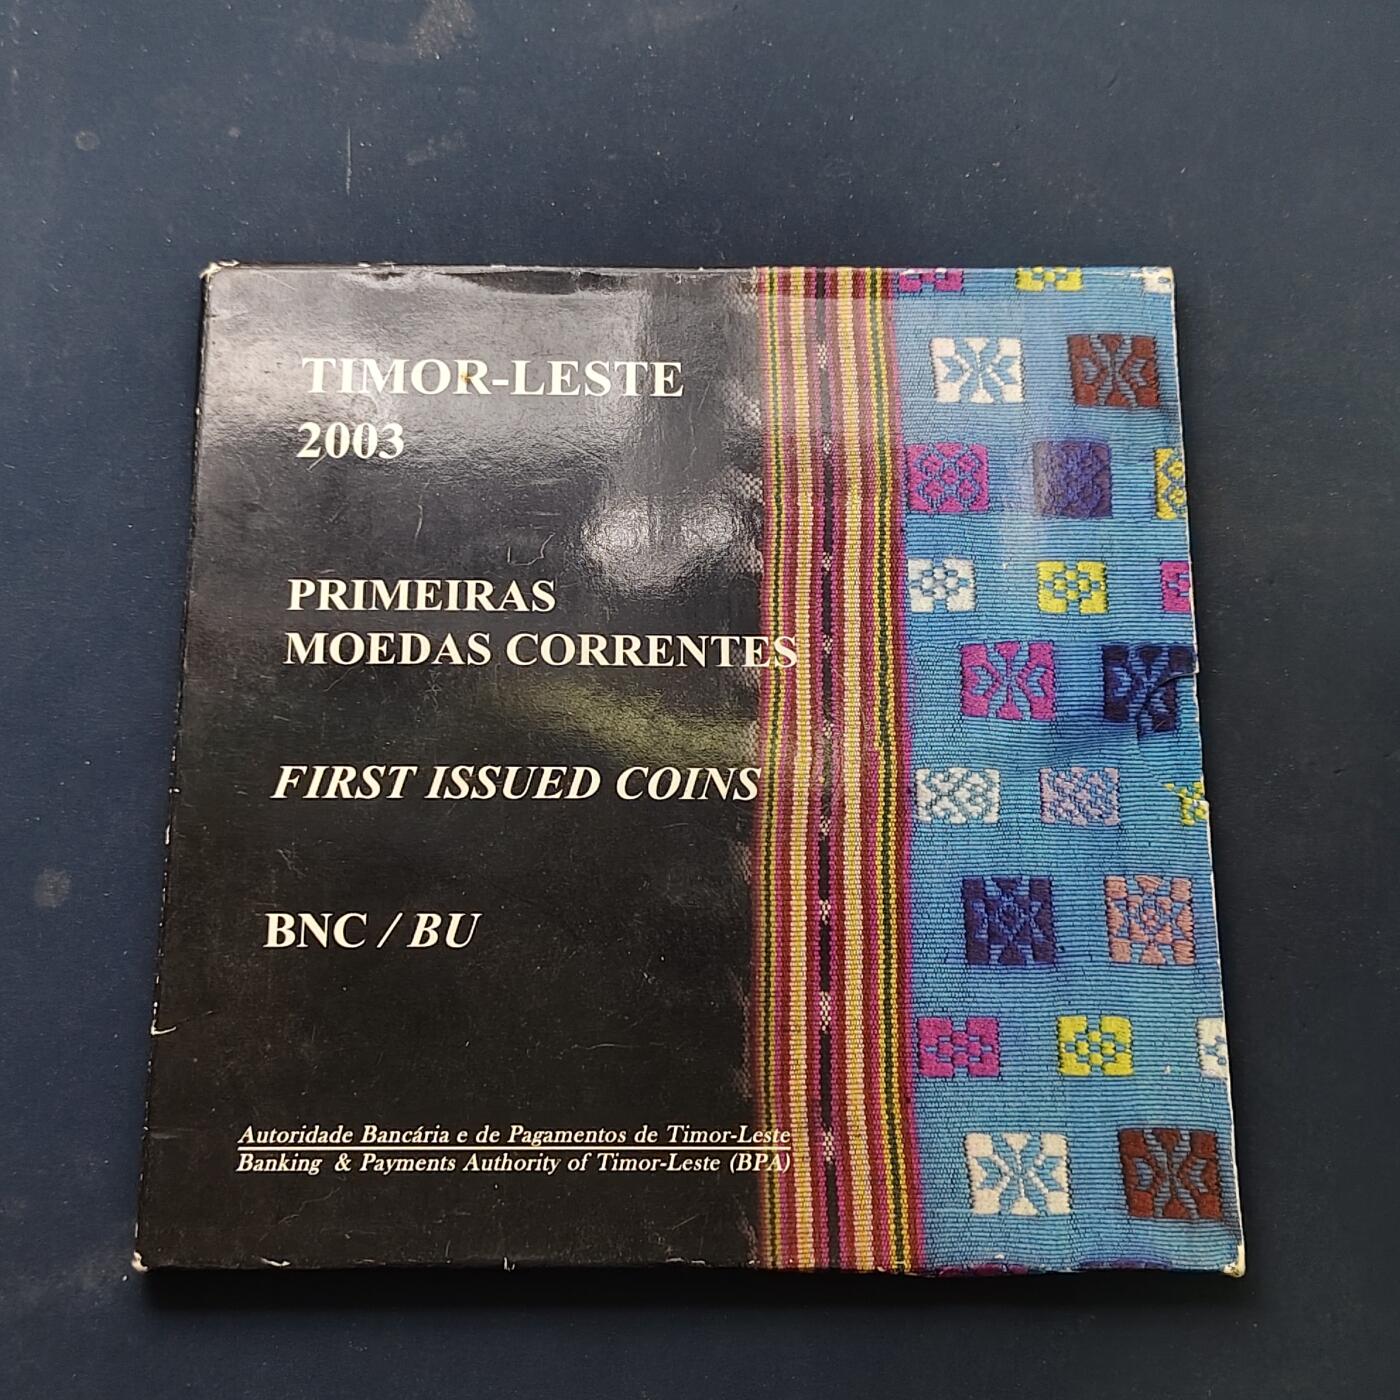 TIMOR-LESTE
2003
PRIMEIRAS
MOEDAS CORRENTES
FIRST ISSUED COINS
BNC / BU
Autoridade Bancária e de Pagamentos de Timor-Leste
Banking & Payments Authority of Timor-Leste (BPA)